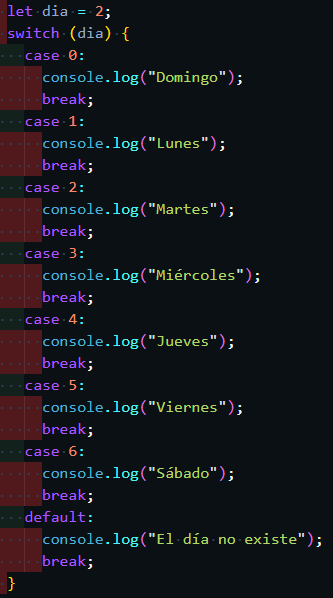 let dia = 2;
switch (dia) {
  case 0:
    console.log("Domingo");
    break;
  case 1:
    console.log("Lunes");
    break;
  case 2:
    console.log("Martes");
    break;
  case 3:
    console.log("Miércoles");
    break;
  case 4:
    console.log("Jueves");
    break;
  case 5:
    console.log("Viernes");
    break;
  case 6:
    console.log("Sábado");
    break;
  default:
    console.log("El día no existe");
    break;
}